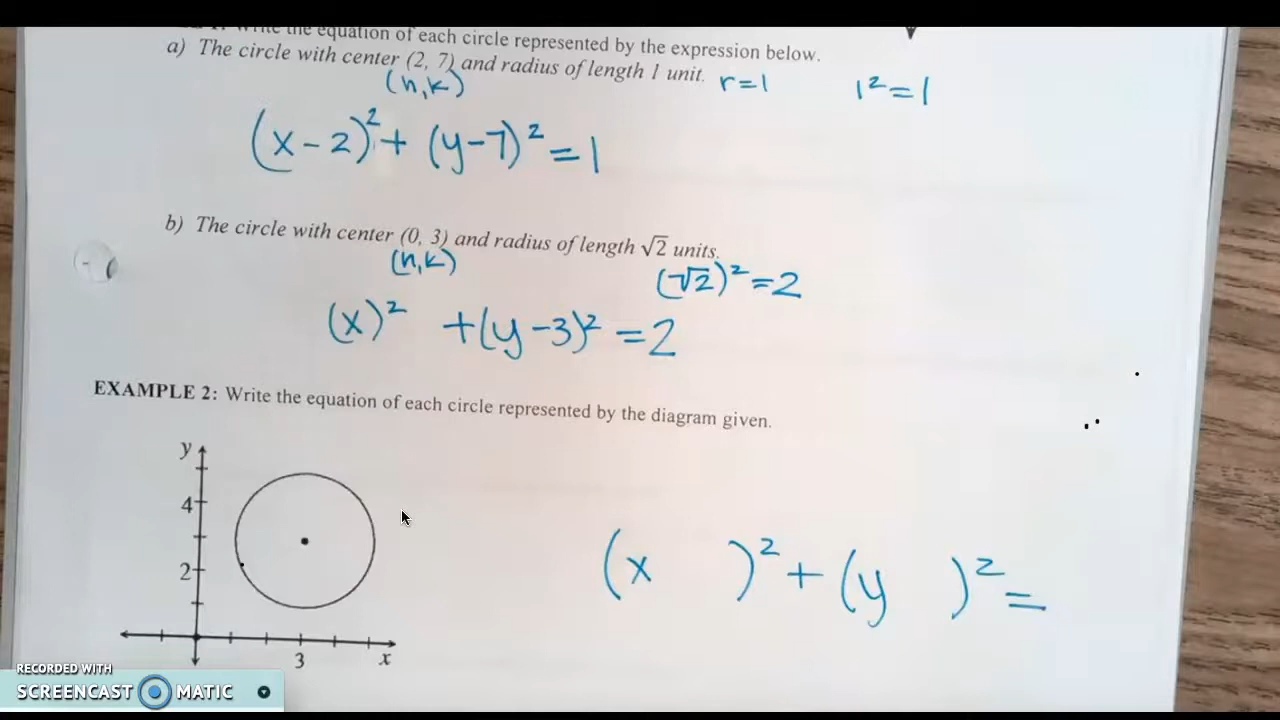 Write the equation of each circle represented by the expression below.
a) The circle with center (2, 7) and radius of length 1 unit. r=1 1²=1
(h,k)
(x-2)²+ (y-7)²=1
b) The circle with center (0, 3) and radius of length √2 units.
(h,k) (√2)²=2
(x)² +(y-3)² =2
EXAMPLE 2: Write the equation of each circle represented by the diagram given.
y
4
2
3 x
(x )²+(y )²=
RECORDED WITH
SCREENCAST MATIC